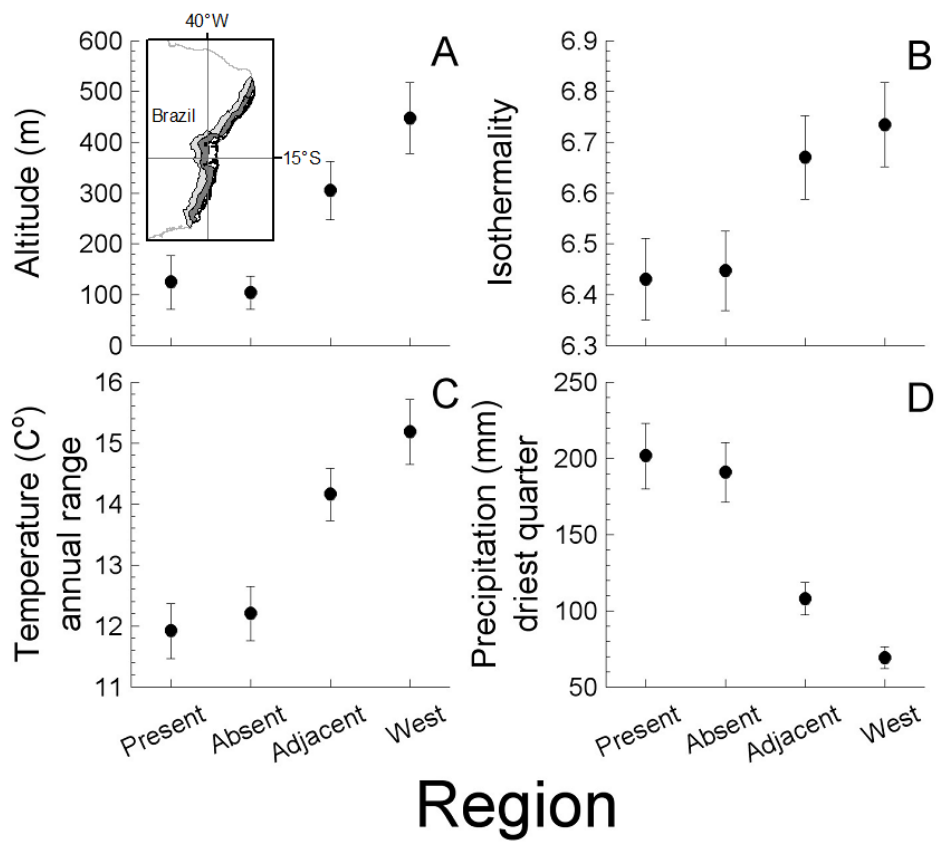 40°W
600
500
400
300
200
100
0
Altitude (m)
Brazil
15°S
A
6.9
6.8
6.7
6.6
6.5
6.4
6.3
Isothermality
B
16
15
14
13
12
11
Temperature (C°)
annual range
C
Present
Absent
Adjacent
West
250
200
150
100
50
Precipitation (mm)
driest quarter
D
Present
Absent
Adjacent
West
Region